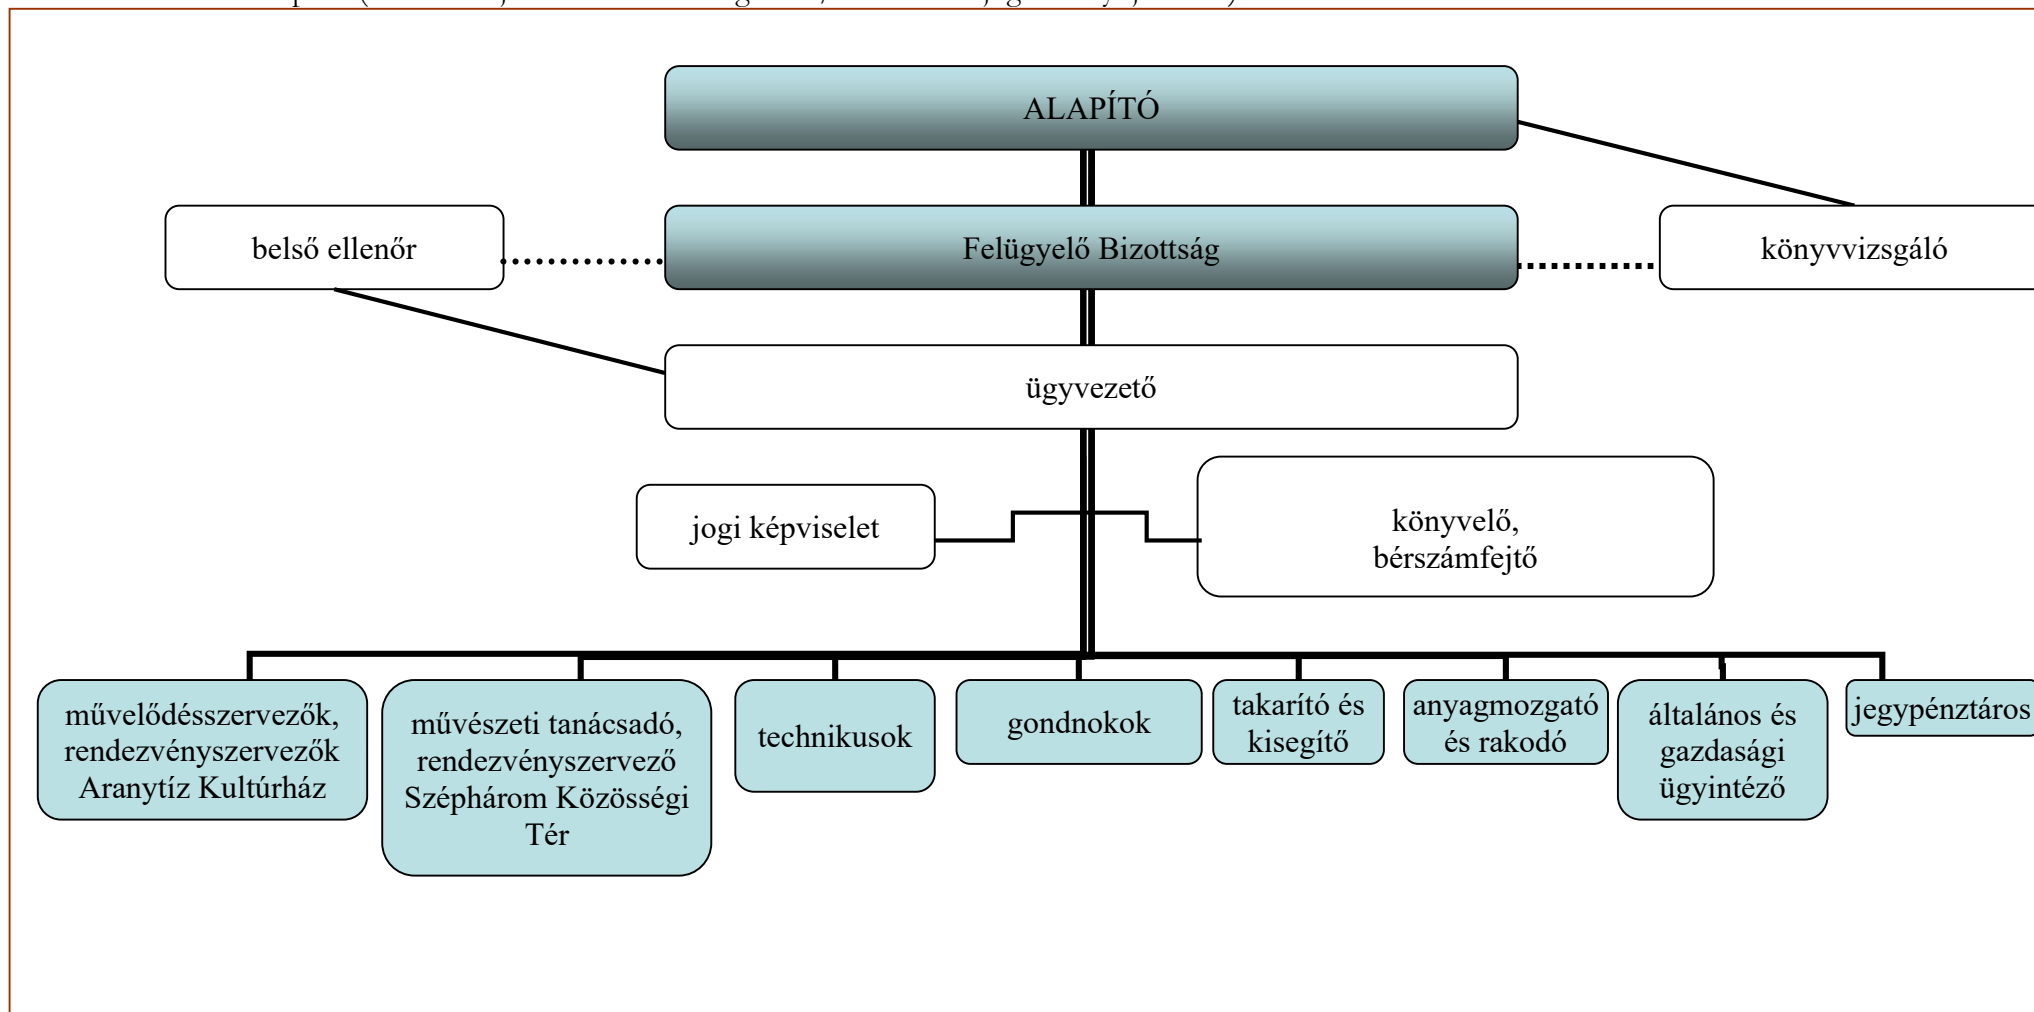 ALAPÍTÓ
belső ellenőr
Felügyelő Bizottság
könyvvizsgáló
ügyvezető
jogi képviselet
könyvelő,
bérszámfejtő
művelődésszervezők,
rendezvényszervezők
Aranytíz Kultúrház
művészeti tanácsadó,
rendezvényszervező
Széphárom Közösségi
Tér
technikusok
gondnokok
takarító és
kisegítő
anyagmozgató
és rakodó
általános és
gazdasági
ügyintéző
jegypénztáros